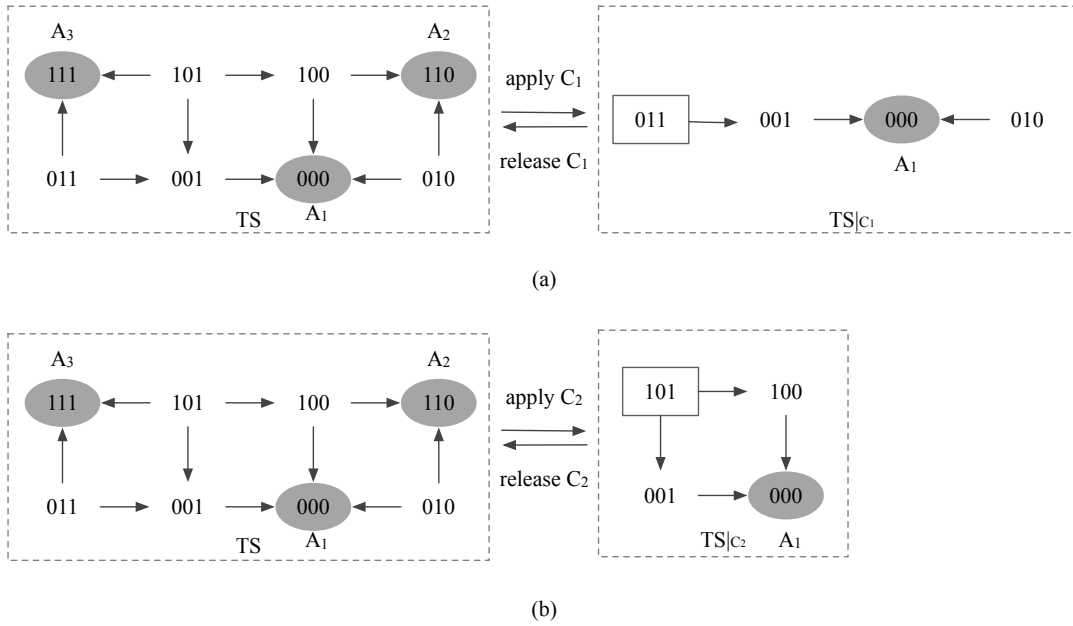 A3 A2
111 101 100 110
apply C1
011 001 000 010
release C1
A1
011 001 000 010
TS A1
TS|C1
(a)
A3 A2
111 101 100 110
101 100
apply C2
release C2
001 000
011 001 000 010
TS A1
TS|C2 A1
(b)